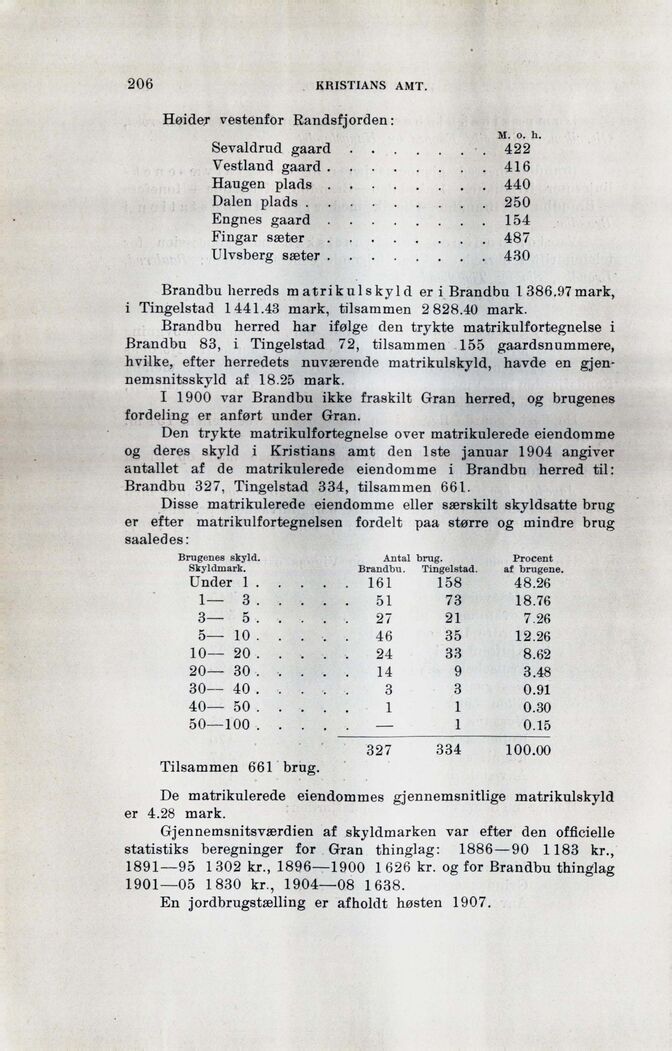 206 KRISTIANS AMT.
Høider vestenfor Randsfjorden:
M. o. h.
Sevaldrud gaard . . . . . . . 422
Vestland gaard . . . . . . . . 416
Haugen plads . . . . . . . . 440
Dalen plads . . . . . . . . . 250
Engnes gaard . . . . . . . . 154
Fingar sæter . . . . . . . . 487
Ulvsberg sæter . . . . . . . . 430
Brandbu herreds matrikulskyld er i Brandbu 1 386.97 mark,
i Tingelstad 1 441.43 mark, tilsammen 2 828.40 mark.
Brandbu herred har ifølge den trykte matrikulfortegnelse i
Brandbu 83, i Tingelstad 72, tilsammen 155 gaardsnummere,
hvilke, efter herredets nuværende matrikulskyld, havde en gjen-
nemsnitsskyld af 18.25 mark.
I 1900 var Brandbu ikke fraskilt Gran herred, og brugenes
fordeling er anført under Gran.
Den trykte matrikulfortegnelse over matrikulerede eiendomme
og deres skyld i Kristians amt den 1ste januar 1904 angiver
antallet af de matrikulerede eiendomme i Brandbu herred til:
Brandbu 327, Tingelstad 334, tilsammen 661.
Disse matrikulerede eiendomme eller særskilt skyldsatte brug
er efter matrikulfortegnelsen fordelt paa større og mindre brug
saaledes:
Brugenes skyld. Antal brug. Procent
Skyldmark. Brandbu. Tingelstad. af brugene.
Under 1 . . . . . 161 158 48.26
1— 3 . . . . . 51 73 18.76
3— 5 . . . . . 27 21 7.26
5— 10 . . . . . 46 35 12.26
10— 20 . . . . . 24 33 8.62
20— 30 . . . . . 14 9 3.48
30— 40 . . . . . 3 3 0.91
40— 50 . . . . . 1 1 0.30
50—100 . . . . . — 1 0.15
327 334 100.00
Tilsammen 661 brug.
De matrikulerede eiendommes gjennemsnitlige matrikulskyld
er 4.28 mark.
Gjennemsnitsværdien af skyldmarken var efter den officielle
statistiks beregninger for Gran thinglag: 1886—90 1 183 kr.,
1891—95 1 302 kr., 1896—1900 1 626 kr. og for Brandbu thinglag
1901—05 1 830 kr., 1904—08 1 638.
En jordbrugstælling er afholdt høsten 1907.